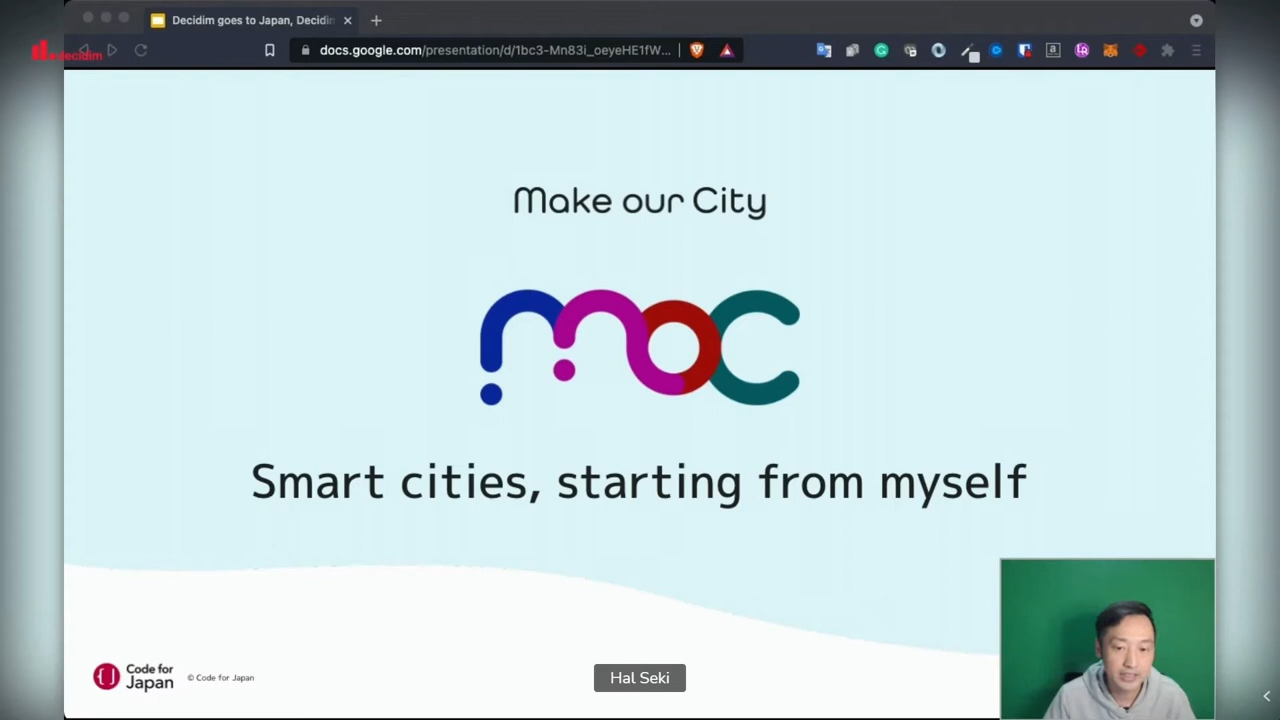 Decidim goes to Japan, Decidin
decidim
docs.google.com/presentation/d/1bc3-Mn83i_oeyeHE1fW...
Make our City
moc
Smart cities, starting from myself
Code for
Japan
© Code for Japan
Hal Seki